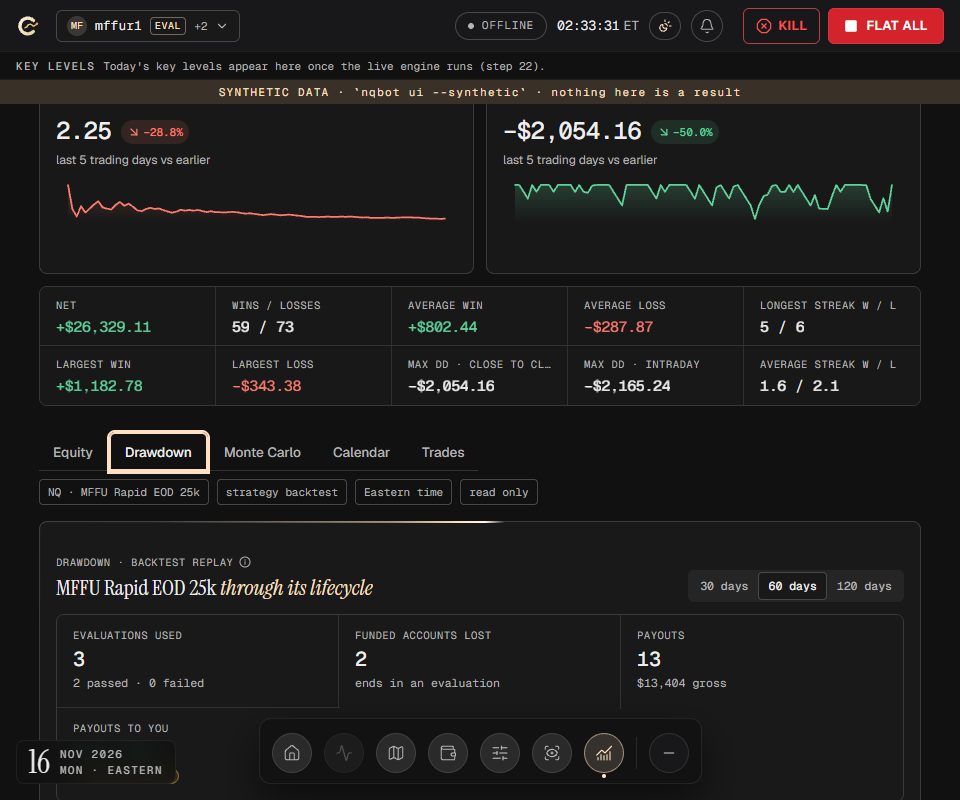 MF mffur1 EVAL +2
OFFLINE
02:33:31 ET
KILL
FLAT ALL
KEY LEVELS Today's key levels appear here once the live engine runs (step 22).
SYNTHETIC DATA · `nqbot ui --synthetic` · nothing here is a result
2.25 -28.8%
last 5 trading days vs earlier
-$2,054.16 -50.0%
last 5 trading days vs earlier
NET
+$26,329.11
WINS / LOSSES
59 / 73
AVERAGE WIN
+$802.44
AVERAGE LOSS
-$287.87
LONGEST STREAK W / L
5 / 6
LARGEST WIN
+$1,182.78
LARGEST LOSS
-$343.38
MAX DD · CLOSE TO CL…
-$2,054.16
MAX DD · INTRADAY
-$2,165.24
AVERAGE STREAK W / L
1.6 / 2.1
Equity Drawdown Monte Carlo Calendar Trades
NQ · MFFU Rapid EOD 25k strategy backtest Eastern time read only
DRAWDOWN · BACKTEST REPLAY
MFFU Rapid EOD 25k through its lifecycle
30 days 60 days 120 days
EVALUATIONS USED
3
2 passed · 0 failed
FUNDED ACCOUNTS LOST
2
ends in an evaluation
PAYOUTS
13
$13,404 gross
PAYOUTS TO YOU
16 NOV 2026
MON · EASTERN